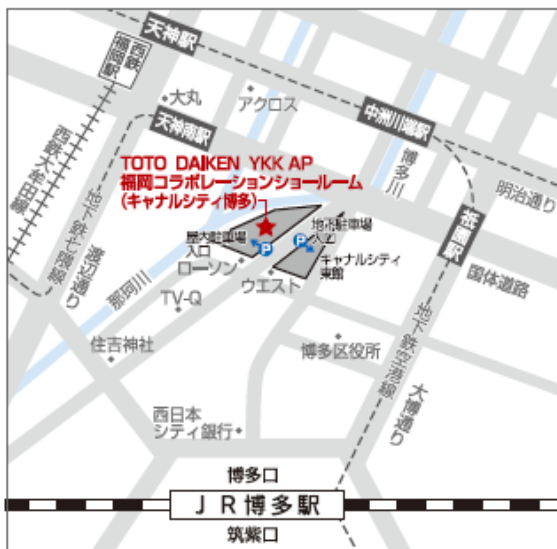 天神駅
西鉄
福岡駅
大丸
アクロス
天神南駅
中洲川端駅
博多川
明治通り
TOTO DAIKEN YKK AP
福岡コラボレーションショールーム
(キャナルシティ博多)
祇園駅
国体道路
西鉄大牟田線
地下鉄七隈線
渡辺通り
那珂川
屋内駐車場
入口
P
地下駐車場
入口
P
キャナルシティ
東館
ローソン
ウエスト
TV-Q
住吉神社
博多区役所
地下鉄空港線
大博通り
西日本
シティ銀行
博多口
JR博多駅
筑紫口